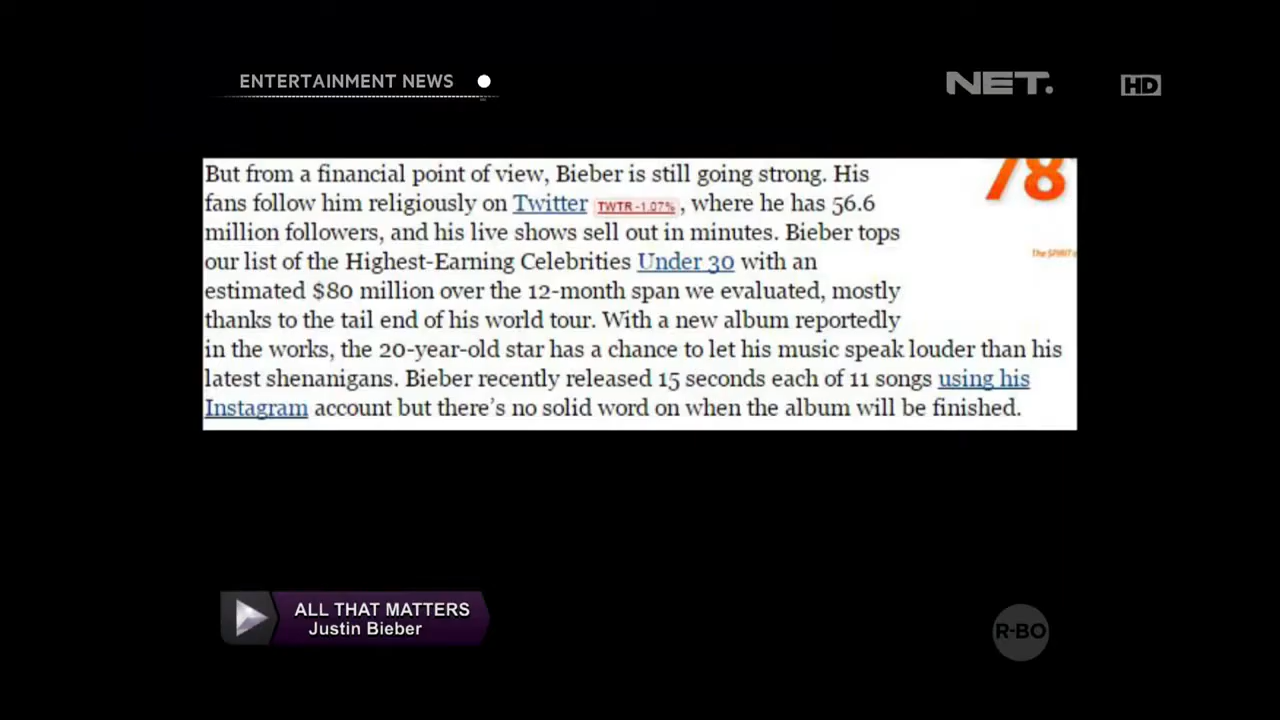 ENTERTAINMENT NEWS
NET.
HD
78
But from a financial point of view, Bieber is still going strong. His
fans follow him religiously on Twitter TWTR -1.07%, where he has 56.6
million followers, and his live shows sell out in minutes. Bieber tops
our list of the Highest-Earning Celebrities Under 30 with an
The SPIRIT
estimated $80 million over the 12-month span we evaluated, mostly
thanks to the tail end of his world tour. With a new album reportedly
in the works, the 20-year-old star has a chance to let his music speak louder than his
latest shenanigans. Bieber recently released 15 seconds each of 11 songs using his
Instagram account but there's no solid word on when the album will be finished.
ALL THAT MATTERS
Justin Bieber
R-BO